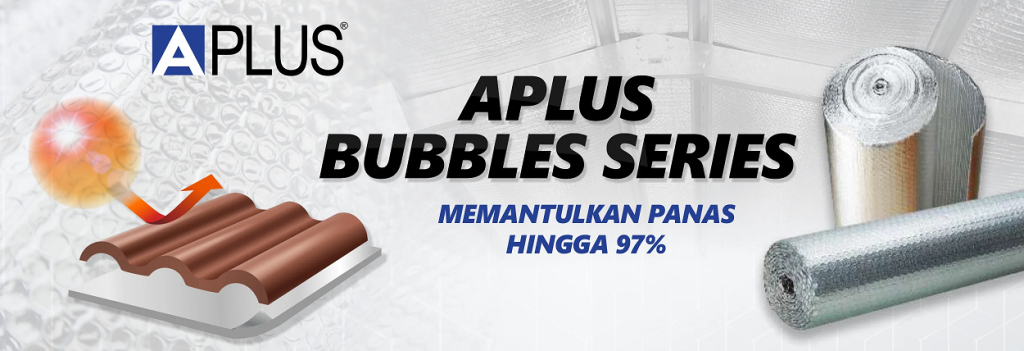 APLUS®
APLUS
BUBBLES SERIES
MEMANTULKAN PANAS
HINGGA 97%